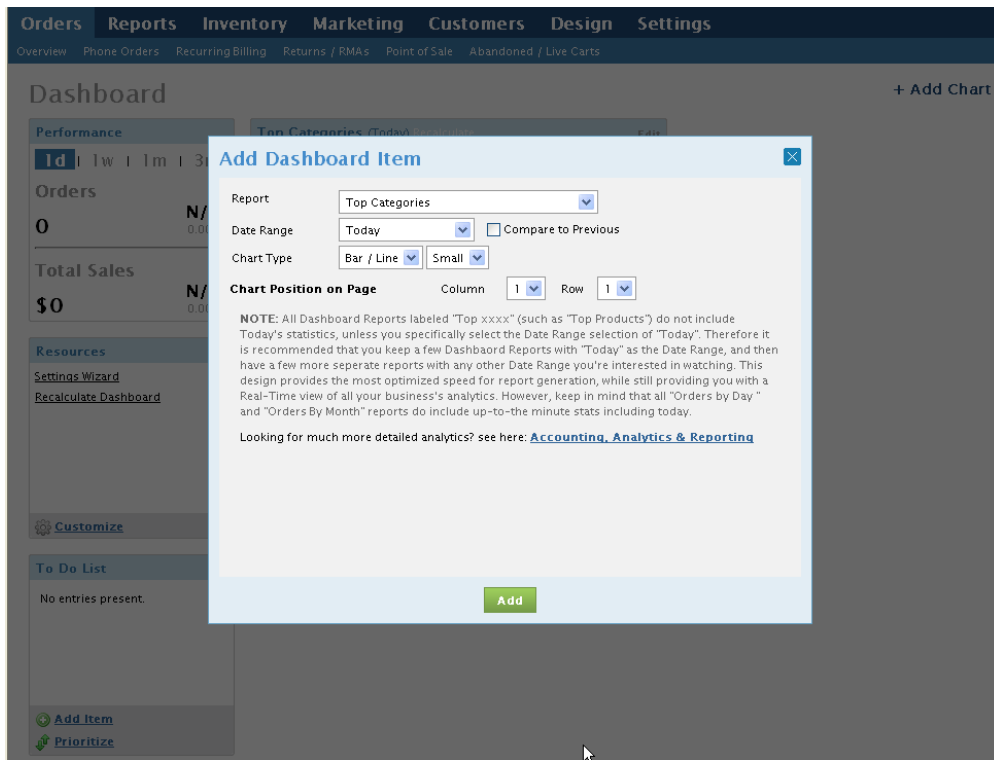 Orders Reports Inventory Marketing Customers Design Settings
Overview Phone Orders Recurring Billing Returns / RMAs Point of Sale Abandoned / Live Carts
Dashboard
+ Add Chart
Performance
1d | 1w | 1m | 3
Orders
N/
0
0.00
Total Sales
N/
$0
0.00
Resources
Settings Wizard
Recalculate Dashboard
Customize
To Do List
No entries present.
Add Item
Prioritize
Top Categories (Today) Recalculate
Edit
Add Dashboard Item
Report Top Categories
Date Range Today Compare to Previous
Chart Type Bar / Line Small
Chart Position on Page Column 1 Row 1
NOTE: All Dashboard Reports labeled "Top xxxx" (such as "Top Products") do not include
Today's statistics, unless you specifically select the Date Range selection of "Today". Therefore it
is recommended that you keep a few Dashbaord Reports with "Today" as the Date Range, and then
have a few more seperate reports with any other Date Range you're interested in watching. This
design provides the most optimized speed for report generation, while still providing you with a
Real-Time view of all your business's analytics. However, keep in mind that all "Orders by Day "
and "Orders By Month" reports do include up-to-the minute stats including today.
Looking for much more detailed analytics? see here: Accounting, Analytics & Reporting
Add